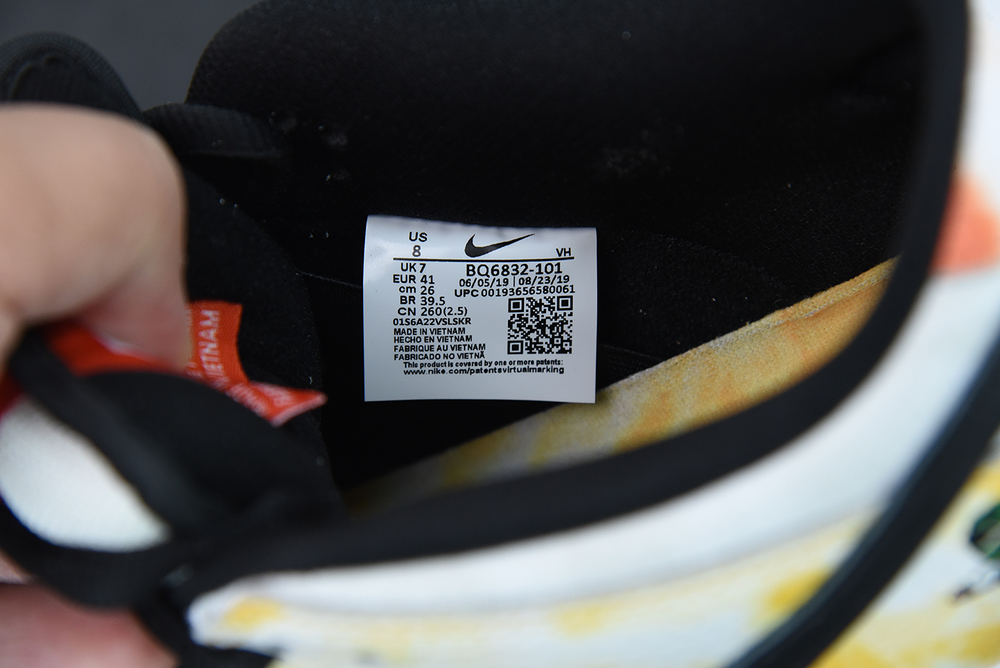 US
8
VH
UK 7
BQ6832-101
EUR 41
06/05/19 | 08/23/19
cm 26
UPC 00193656580061
BR 39.5
CN 260(2.5)
01S6A22VSLSKR
MADE IN VIETNAM
HECHO EN VIETNAM
FABRIQUE AU VIETNAM
FABRICADO NO VIETNÃ
This product is covered by one or more patents:
www.nike.com/patentsvirtualmarking
VIETNAM